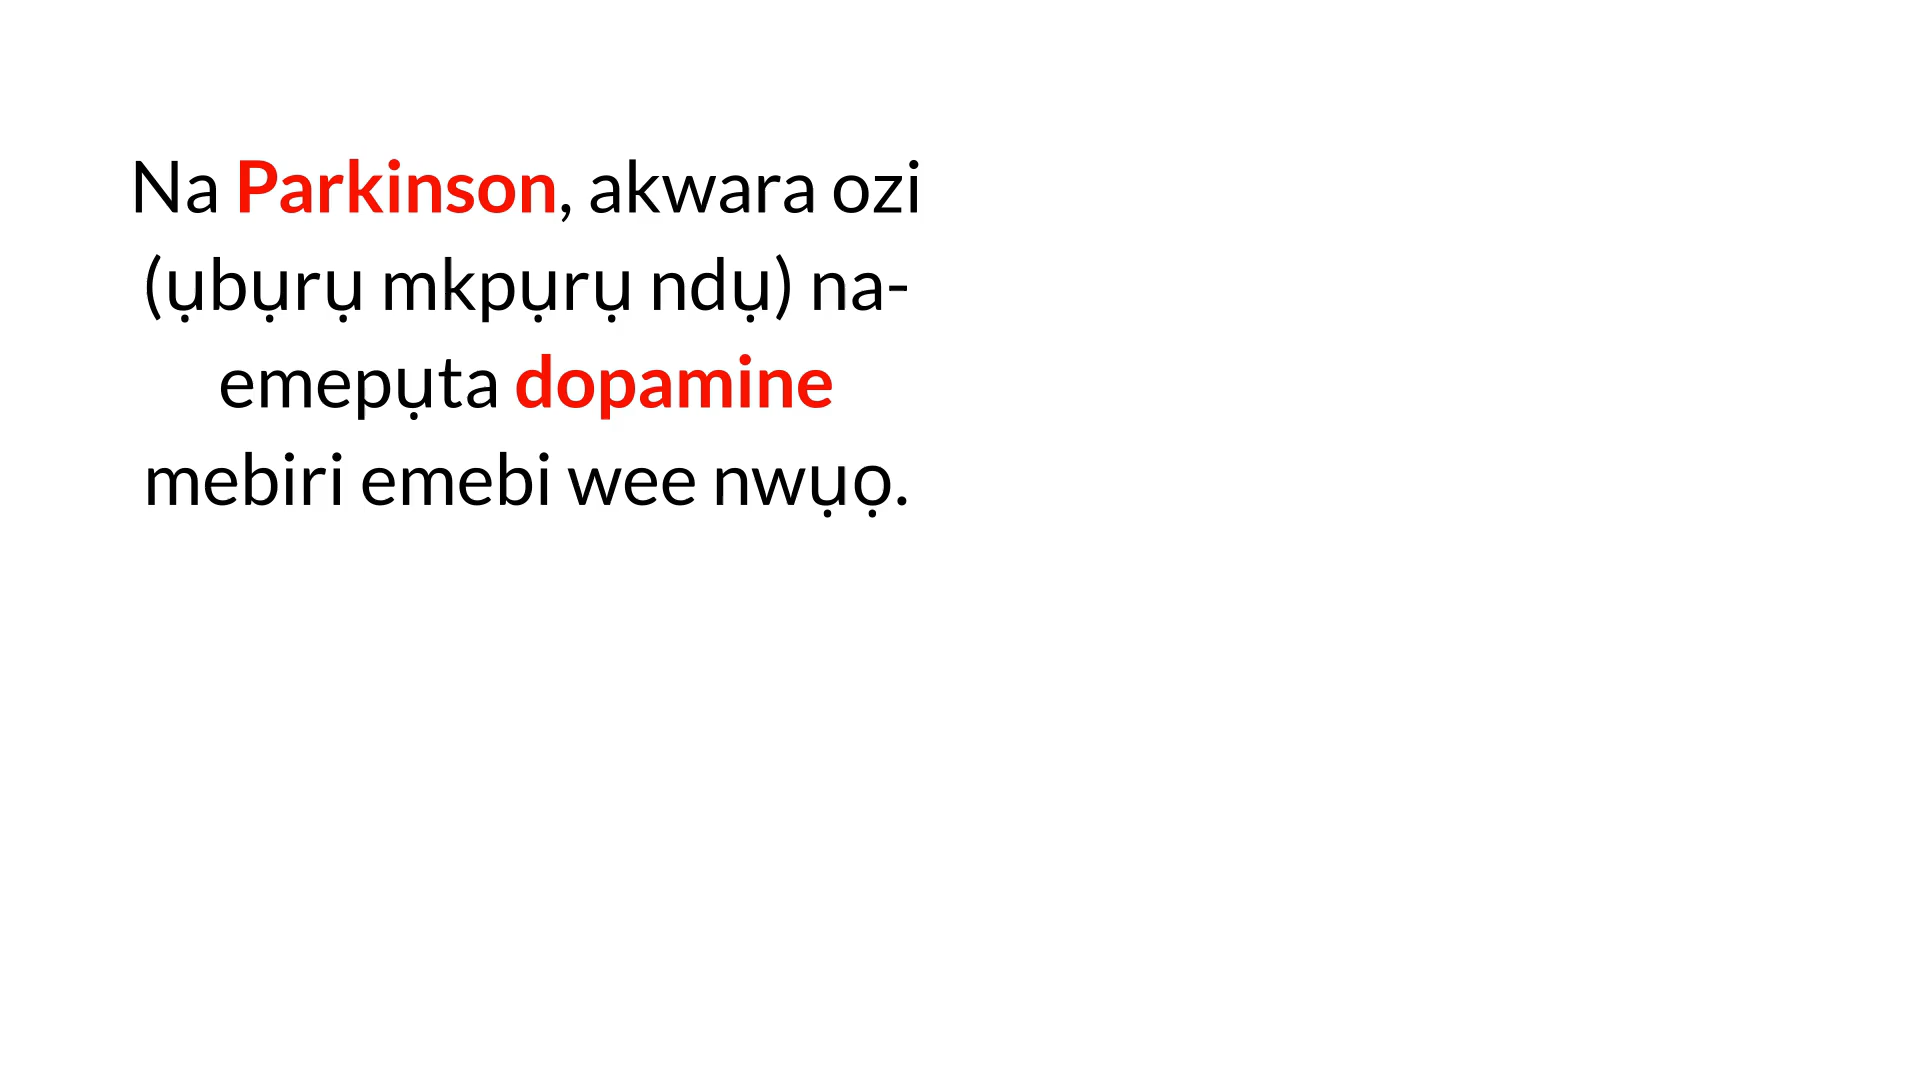 Na Parkinson, akwara ozi
(ụbụrụ mkpụrụ ndụ) na-
emepụta dopamine
mebiri emebi wee nwụọ.